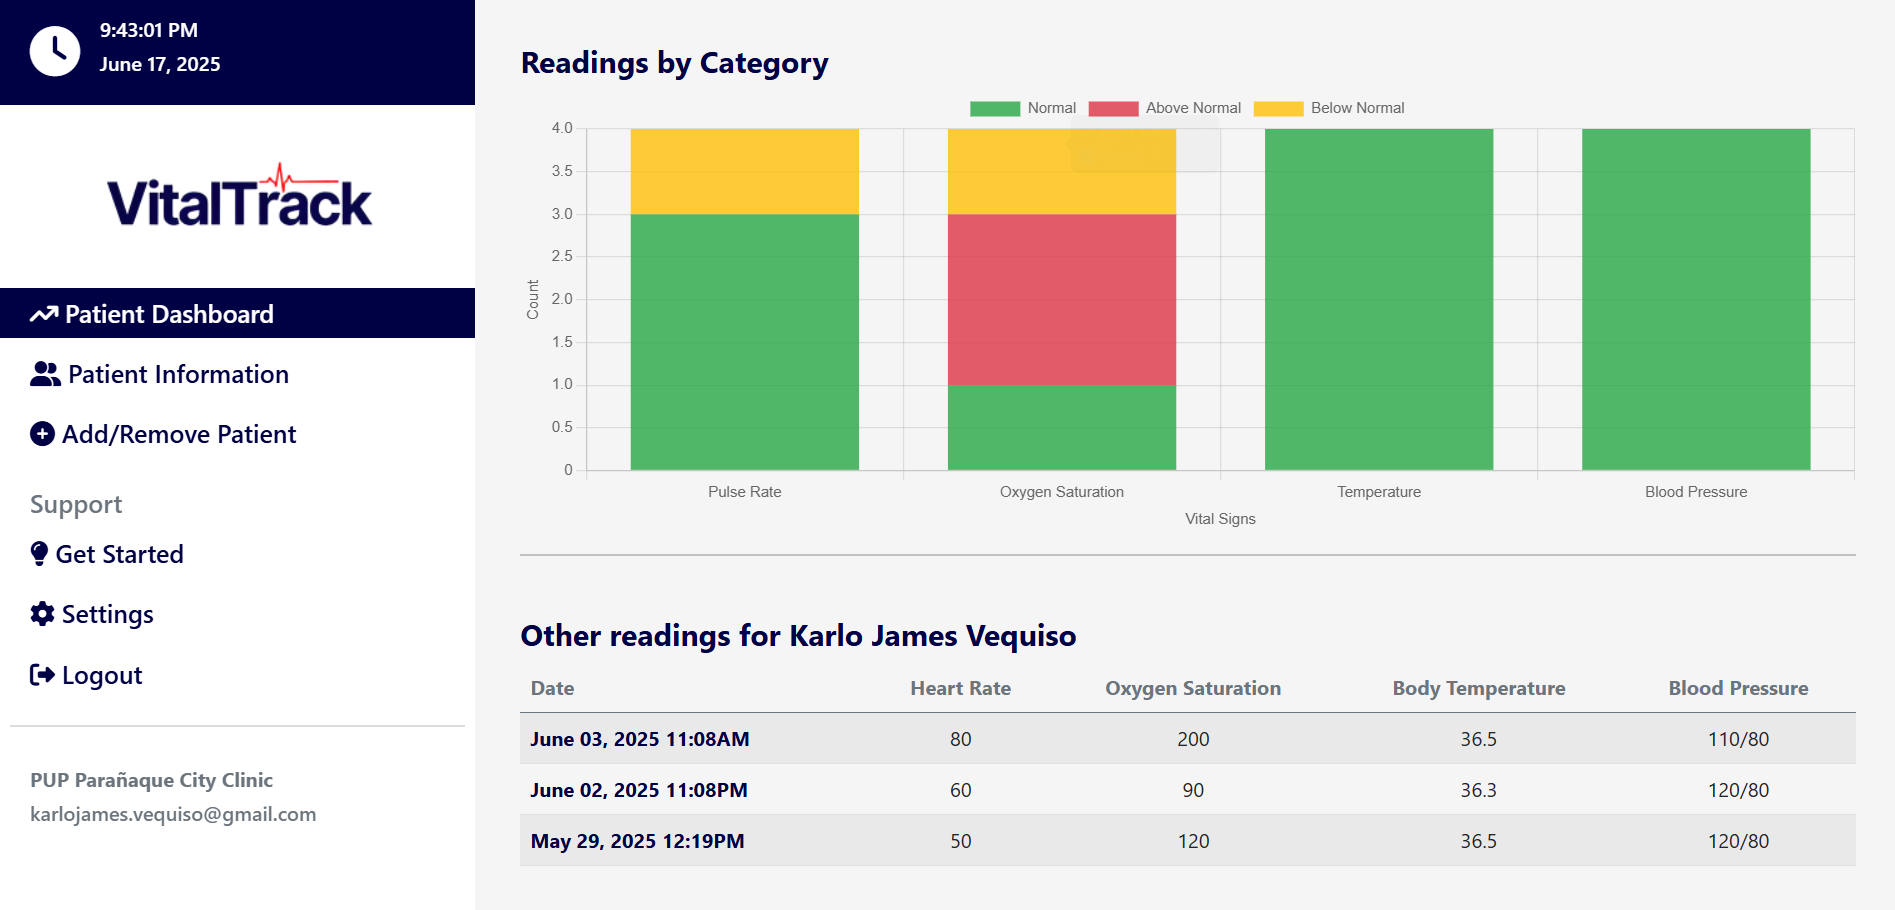 9:43:01 PM
June 17, 2025
VitalTrack
Patient Dashboard
Patient Information
Add/Remove Patient
Support
Get Started
Settings
Logout
PUP Parañaque City Clinic
karlojames.vequiso@gmail.com
Readings by Category
Normal Above Normal Below Normal
4.0
3.5
3.0
2.5
2.0
1.5
1.0
0.5
0
Count
Pulse Rate Oxygen Saturation Temperature Blood Pressure
Vital Signs
Other readings for Karlo James Vequiso
Date Heart Rate Oxygen Saturation Body Temperature Blood Pressure
June 03, 2025 11:08AM 80 200 36.5 110/80
June 02, 2025 11:08PM 60 90 36.3 120/80
May 29, 2025 12:19PM 50 120 36.5 120/80